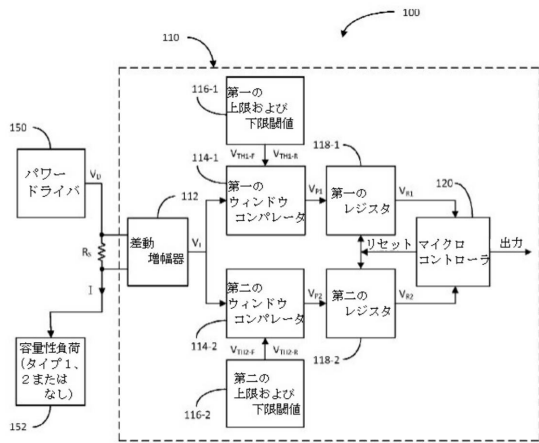 100
110
116-1
第一の
上限および
下限閾値
150
パワー
ドライバ
V_D
114-1
V_TH1-F
V_TH1-R
118-1
第一の
ウィンドウ
コンパレータ
V_P1
第一の
レジスタ
V_R1
120
112
差動
増幅器
V_I
R_S
I
リセット
マイクロ
コントローラ
出力
第二の
ウィンドウ
コンパレータ
V_P2
第二の
レジスタ
V_R2
114-2
V_TH2-F
V_TH2-R
118-2
容量性負荷
(タイプ1、
2または
なし)
152
第二の
上限および
下限閾値
116-2